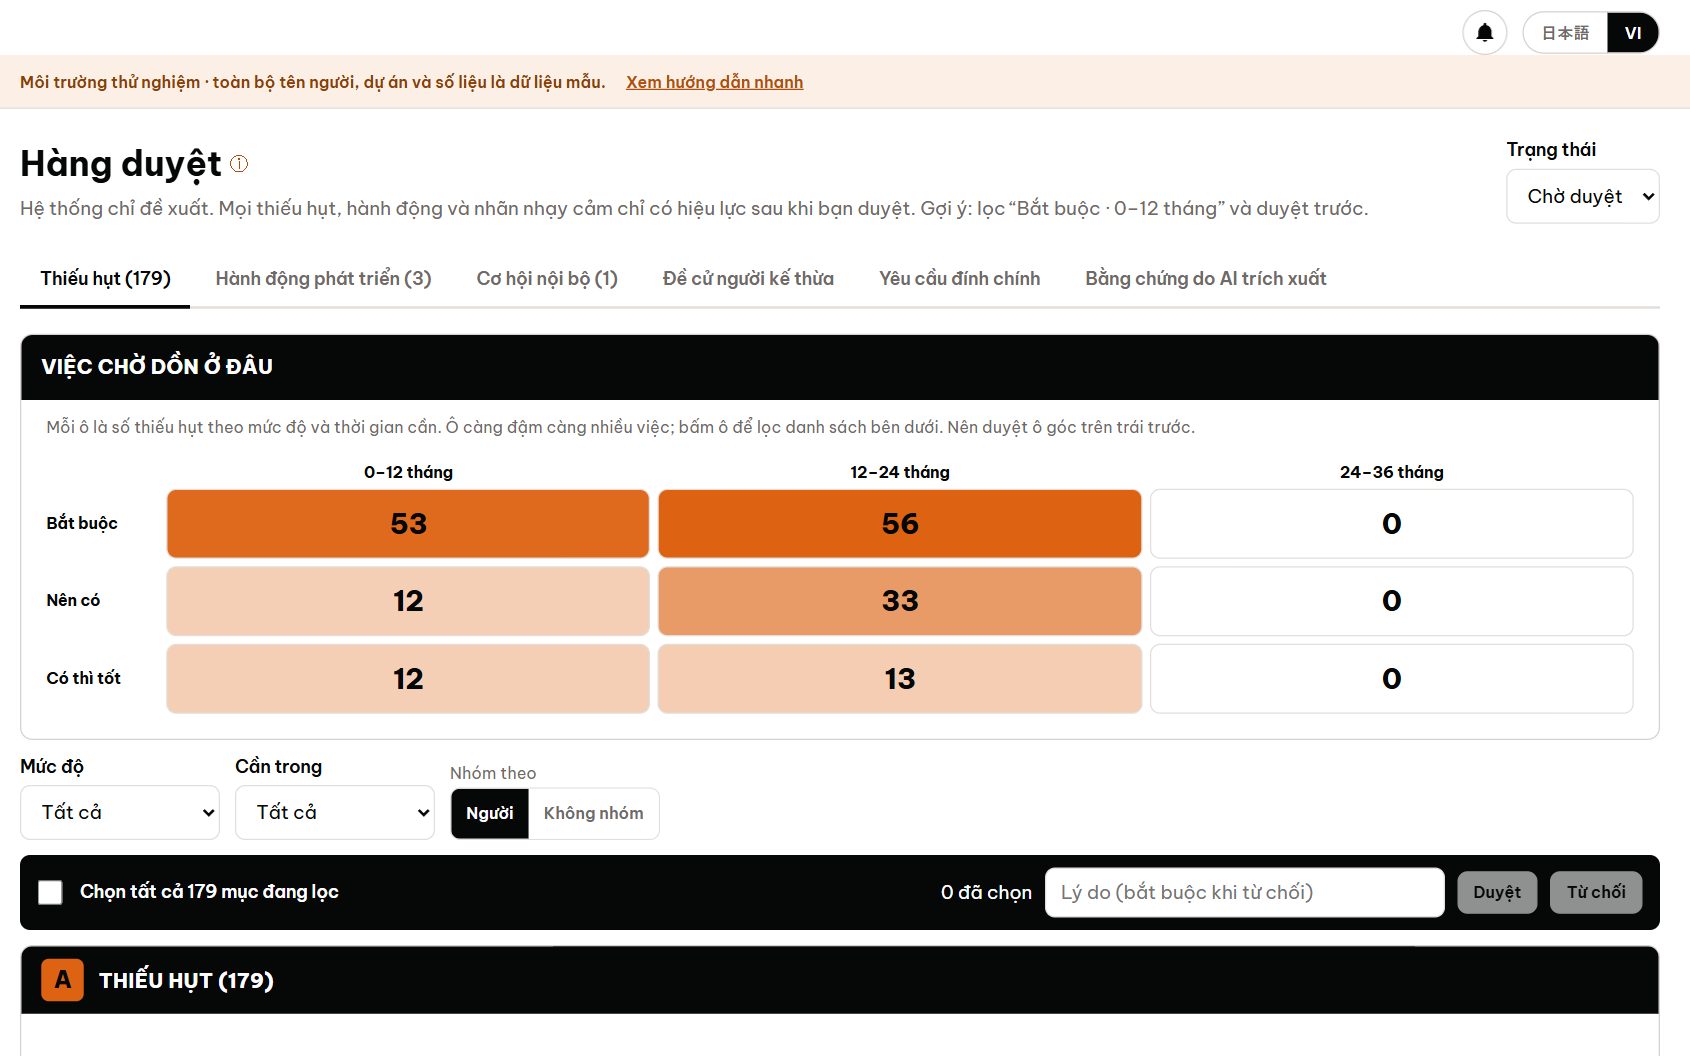 日本語 VI
Môi trường thử nghiệm · toàn bộ tên người, dự án và số liệu là dữ liệu mẫu. Xem hướng dẫn nhanh
Hàng duyệt
Hệ thống chỉ đề xuất. Mọi thiếu hụt, hành động và nhãn nhạy cảm chỉ có hiệu lực sau khi bạn duyệt. Gợi ý: lọc “Bắt buộc · 0–12 tháng” và duyệt trước.
Trạng thái
Chờ duyệt
Thiếu hụt (179) Hành động phát triển (3) Cơ hội nội bộ (1) Đề cử người kế thừa Yêu cầu đính chính Bằng chứng do AI trích xuất
VIỆC CHỜ DỒN Ở ĐÂU
Mỗi ô là số thiếu hụt theo mức độ và thời gian cần. Ô càng đậm càng nhiều việc; bấm ô để lọc danh sách bên dưới. Nên duyệt ô góc trên trái trước.
0–12 tháng 12–24 tháng 24–36 tháng
Bắt buộc 53 56 0
Nên có 12 33 0
Có thì tốt 12 13 0
Mức độ Cần trong Nhóm theo
Tất cả Tất cả Người Không nhóm
Chọn tất cả 179 mục đang lọc 0 đã chọn Lý do (bắt buộc khi từ chối) Duyệt Từ chối
A THIẾU HỤT (179)